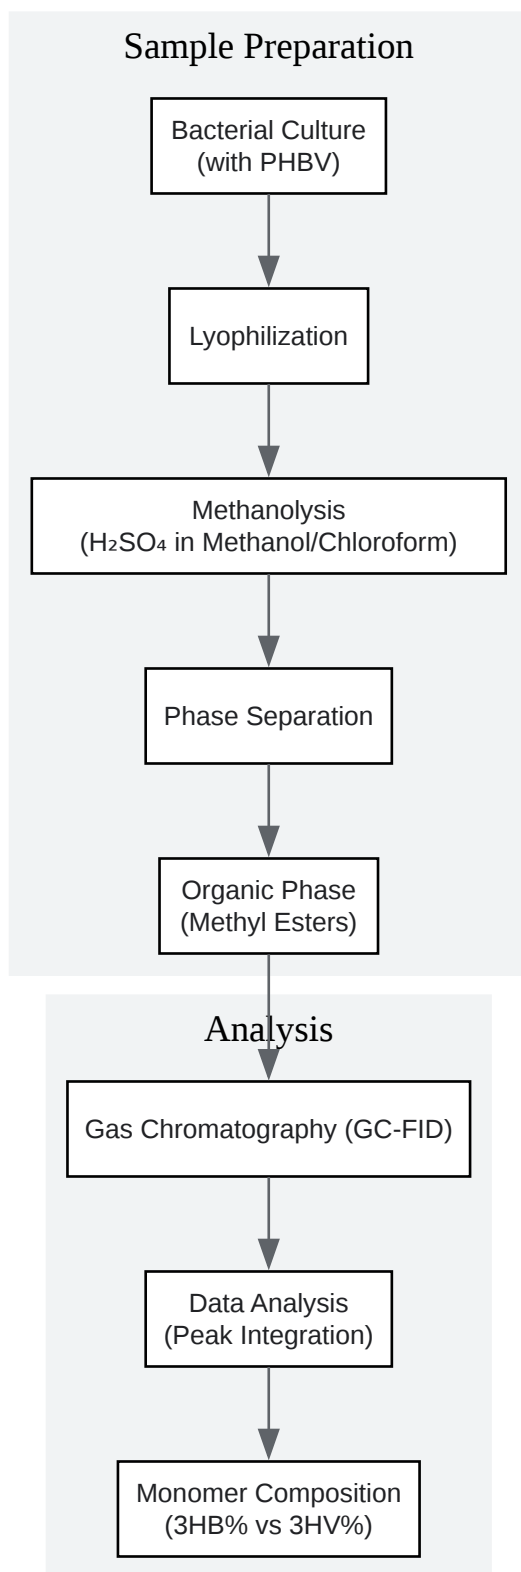 Sample Preparation
Bacterial Culture
(with PHBV)
Lyophilization
Methanolysis
(H₂SO₄ in Methanol/Chloroform)
Phase Separation
Organic Phase
(Methyl Esters)
Analysis
Gas Chromatography (GC-FID)
Data Analysis
(Peak Integration)
Monomer Composition
(3HB% vs 3HV%)